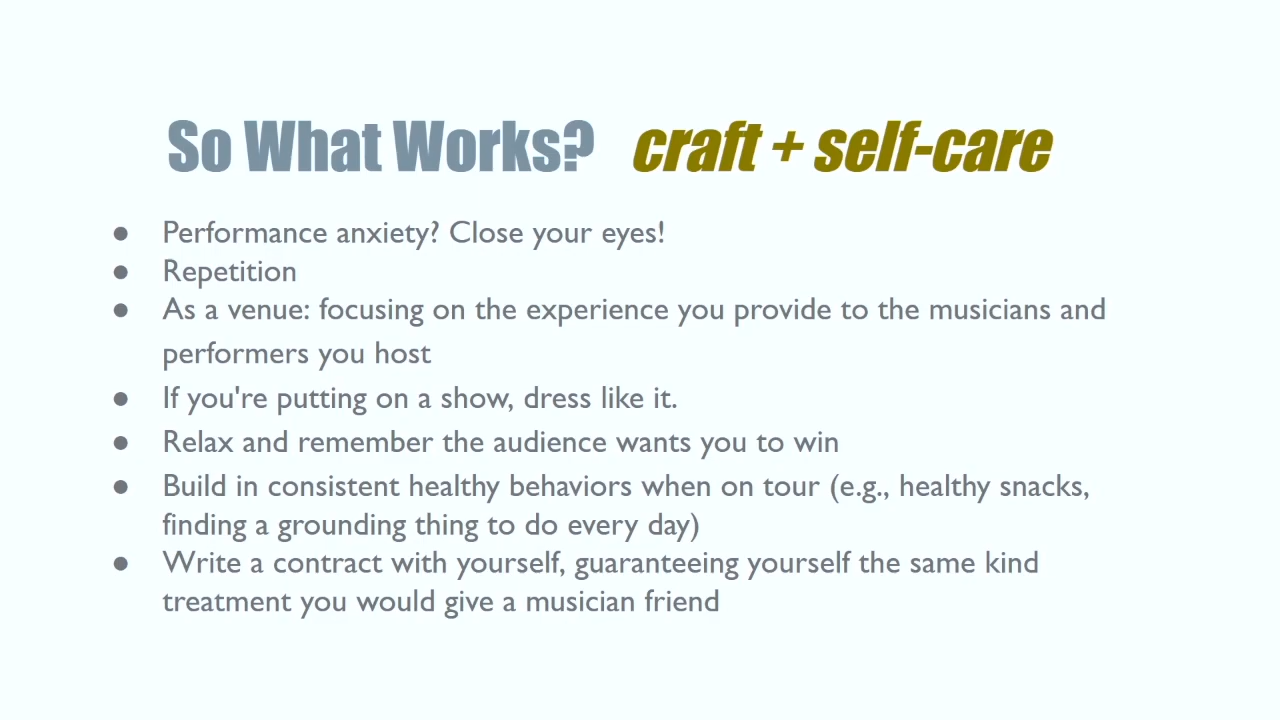 So What Works? craft + self-care
● Performance anxiety? Close your eyes!
● Repetition
● As a venue: focusing on the experience you provide to the musicians and
performers you host
● If you're putting on a show, dress like it.
● Relax and remember the audience wants you to win
● Build in consistent healthy behaviors when on tour (e.g., healthy snacks,
finding a grounding thing to do every day)
● Write a contract with yourself, guaranteeing yourself the same kind
treatment you would give a musician friend